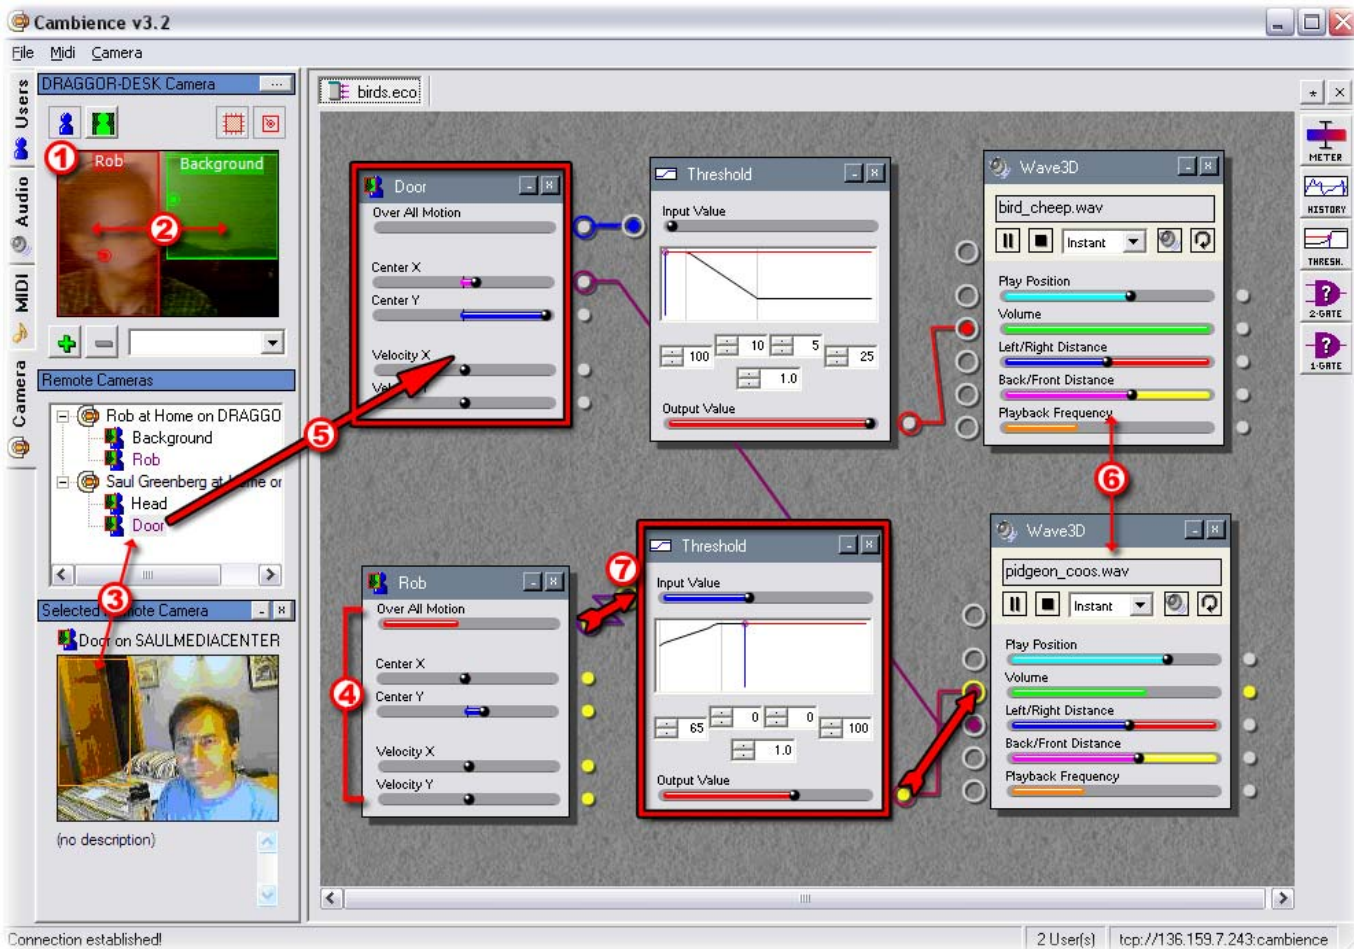 Cambience v3.2
File Midi Camera
Users
Audio
MIDI
Camera
DRAGGOR-DESK Camera
...
1
Rob
Background
2
Remote Cameras
Rob at Home on DRAGGO
Background
Rob
Saul Greenberg at Home or
Head
Door
3
Selected Remote Camera
Door on SAULMEDIACENTER
(no description)
birds.eco
Door
Over All Motion
Center X
Center Y
Velocity X
5
Threshold
Input Value
100
10
5
25
1.0
Output Value
Wave3D
bird_cheep.wav
Instant
Play Position
Volume
Left/Right Distance
Back/Front Distance
Playback Frequency
6
Rob
Over All Motion
Center X
Center Y
4
Velocity X
Velocity Y
7
Threshold
Input Value
65
0
0
100
1.0
Output Value
Wave3D
pidgeon_coos.wav
Instant
Play Position
Volume
Left/Right Distance
Back/Front Distance
Playback Frequency
METER
HISTORY
THRESH.
?
2-GATE
?
1-GATE
Connection established!
2 User(s)
tcp://136.159.7.243:cambience